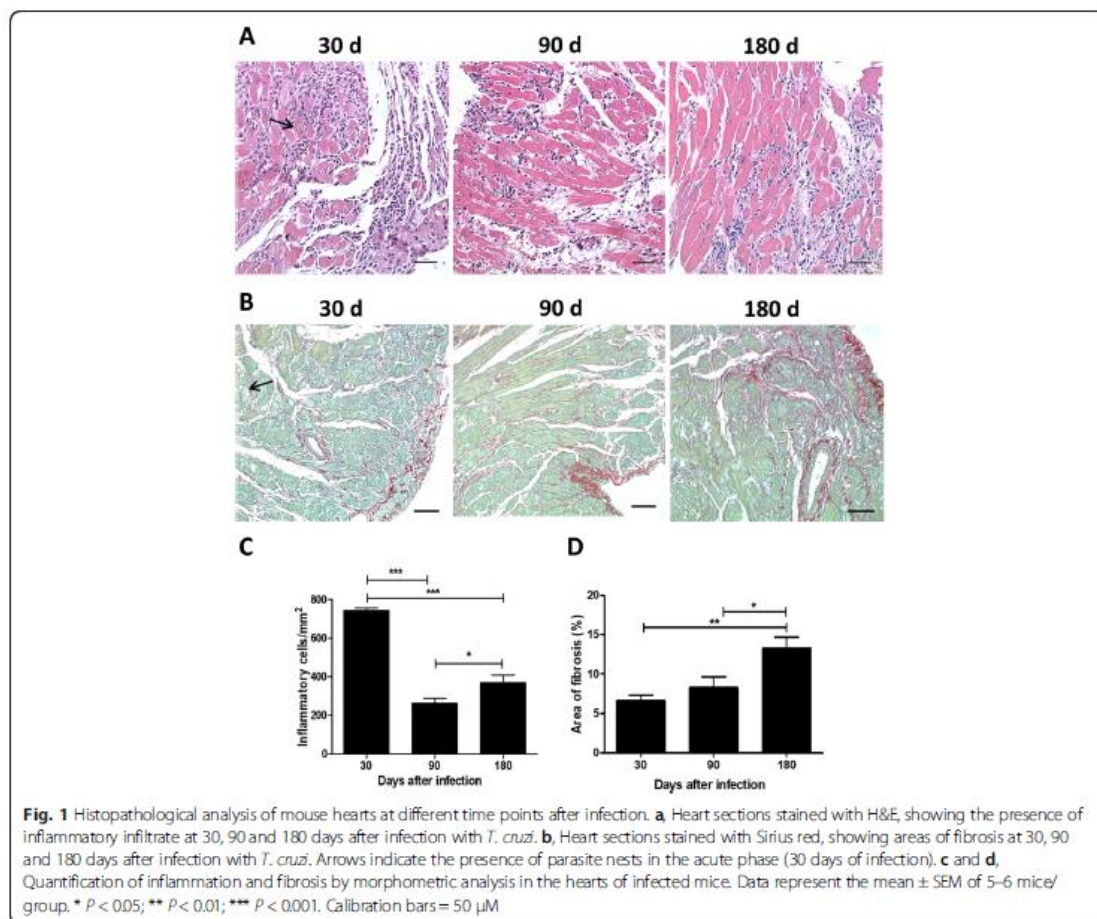 A
30 d 90 d 180 d
B
30 d 90 d 180 d
C D
***
***
*
800
600
400
200
0
Inflammatory cells/mm²
30 90 180
Days after infection
*
**
20
15
10
5
0
Area of fibrosis (%)
30 90 180
Days after infection
Fig. 1 Histopathological analysis of mouse hearts at different time points after infection. a, Heart sections stained with H&E, showing the presence of
inflammatory infiltrate at 30, 90 and 180 days after infection with T. cruzi. b, Heart sections stained with Sirius red, showing areas of fibrosis at 30, 90
and 180 days after infection with T. cruzi. Arrows indicate the presence of parasite nests in the acute phase (30 days of infection). c and d,
Quantification of inflammation and fibrosis by morphometric analysis in the hearts of infected mice. Data represent the mean ± SEM of 5–6 mice/
group. * P < 0.05; ** P < 0.01; *** P < 0.001. Calibration bars = 50 μM